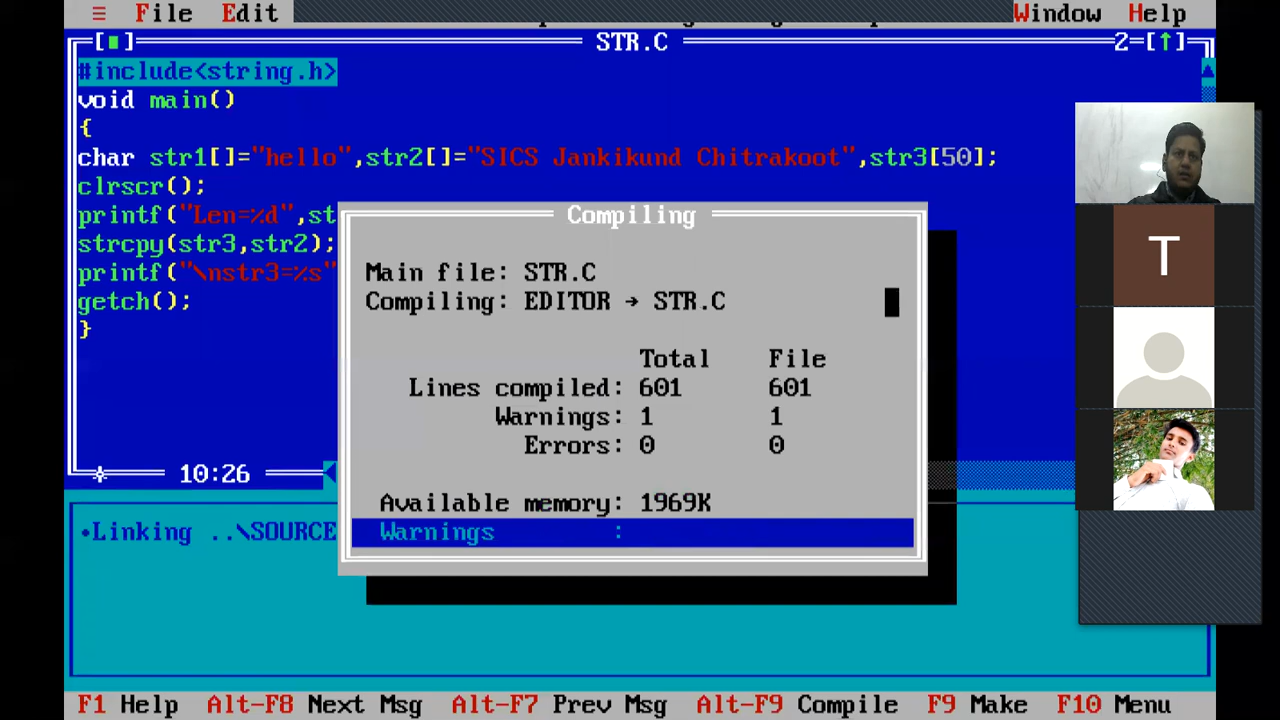 ≡ File Edit Window Help
[■] STR.C 2=[↑]
#include<string.h>
void main()
{
char str1[]="hello",str2[]="SICS Jankikund Chitrakoot",str3[50];
clrscr();
printf("Len=%d",st
strcpy(str3,str2);
printf("\nstr3=%s"
getch();
}
10:26
Compiling
Main file: STR.C
Compiling: EDITOR → STR.C
Total File
Lines compiled: 601 601
Warnings: 1 1
Errors: 0 0
Available memory: 1969K
Warnings :
•Linking ..\SOURCE
T
F1 Help Alt-F8 Next Msg Alt-F7 Prev Msg Alt-F9 Compile F9 Make F10 Menu